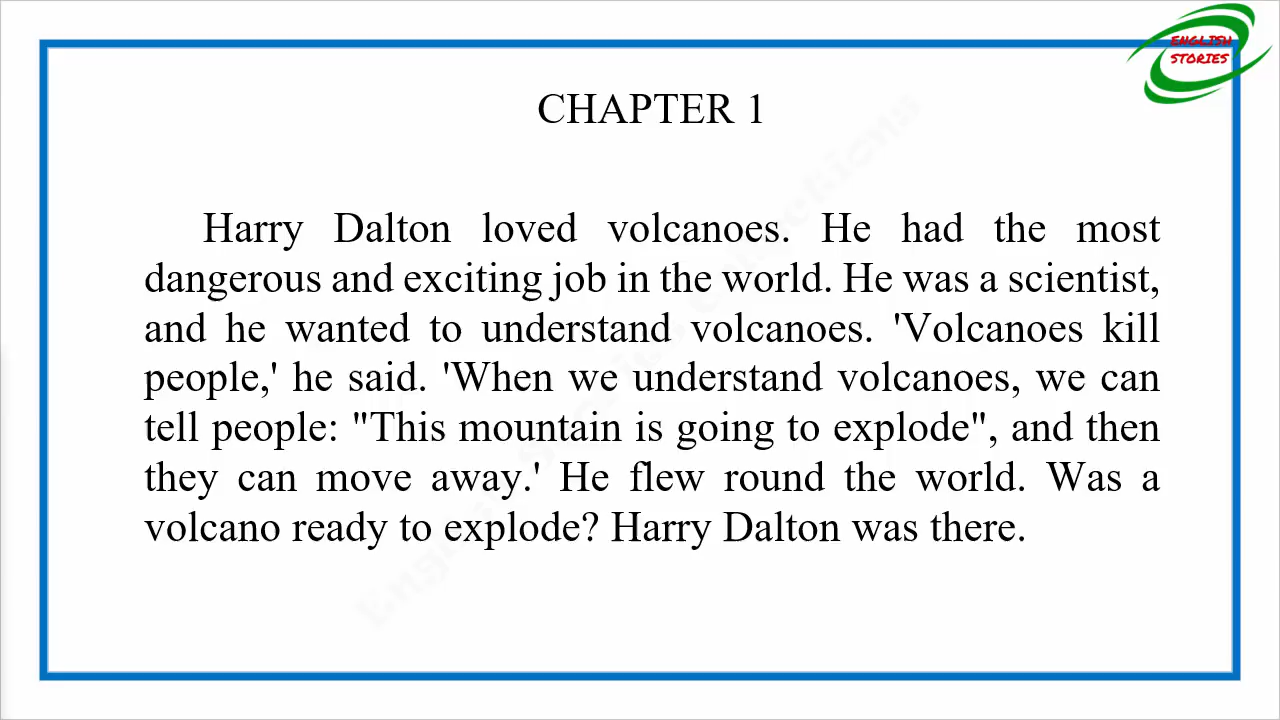 ENGLISH
STORIES
CHAPTER 1
Harry Dalton loved volcanoes. He had the most
dangerous and exciting job in the world. He was a scientist,
and he wanted to understand volcanoes. 'Volcanoes kill
people,' he said. 'When we understand volcanoes, we can
tell people: "This mountain is going to explode", and then
they can move away.' He flew round the world. Was a
volcano ready to explode? Harry Dalton was there.